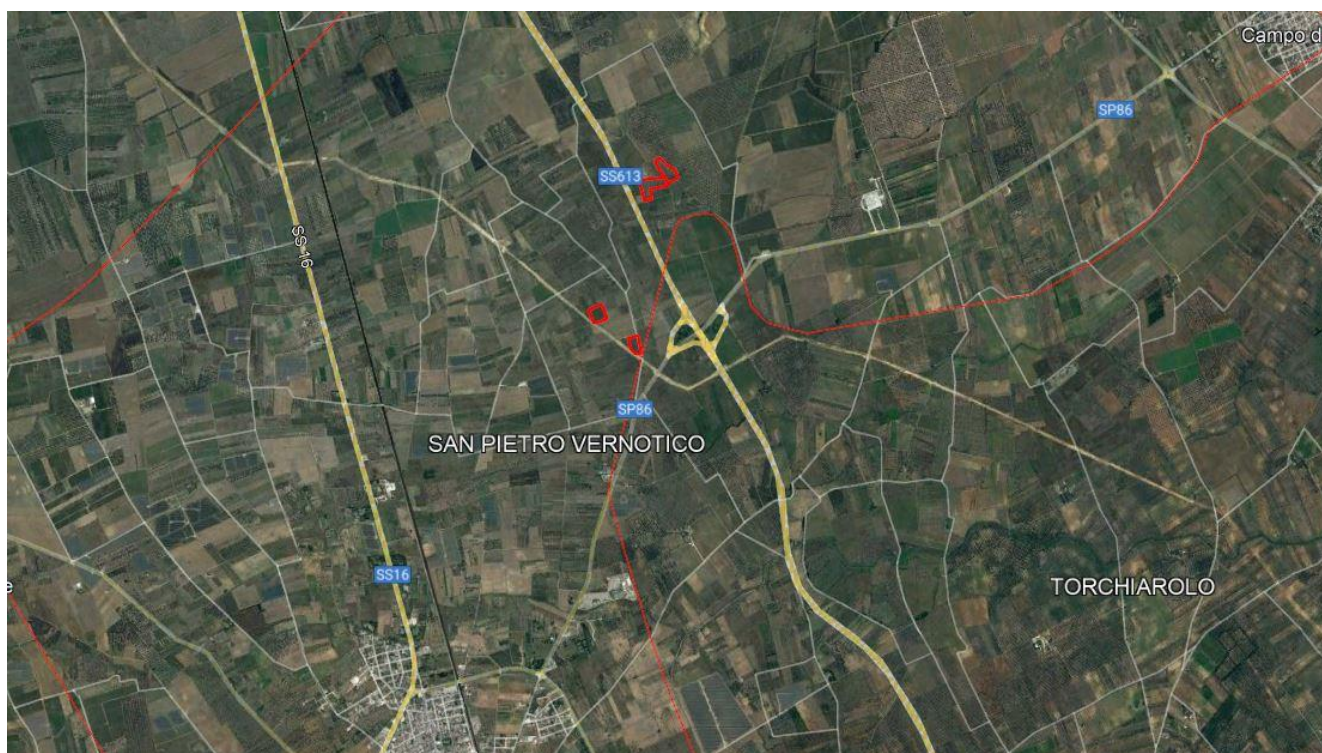 Campo d
SP86
SS613
SS 16
SP86
SAN PIETRO VERNOTICO
SS16
e
TORCHIAROLO